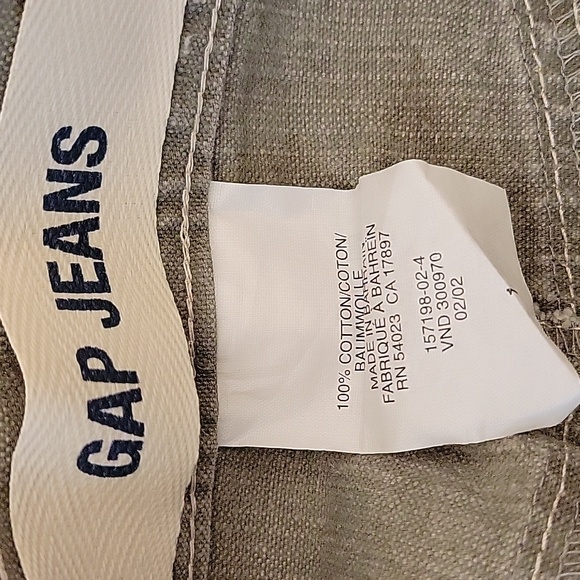 GAP JEANS
100% COTTON/COTON/
BAUMWOLLE
MADE IN BAHRAIN
FABRIQUÉ À BAHREIN
RN 54023 CA 17897
157198-02-4
VND 300970
02/02